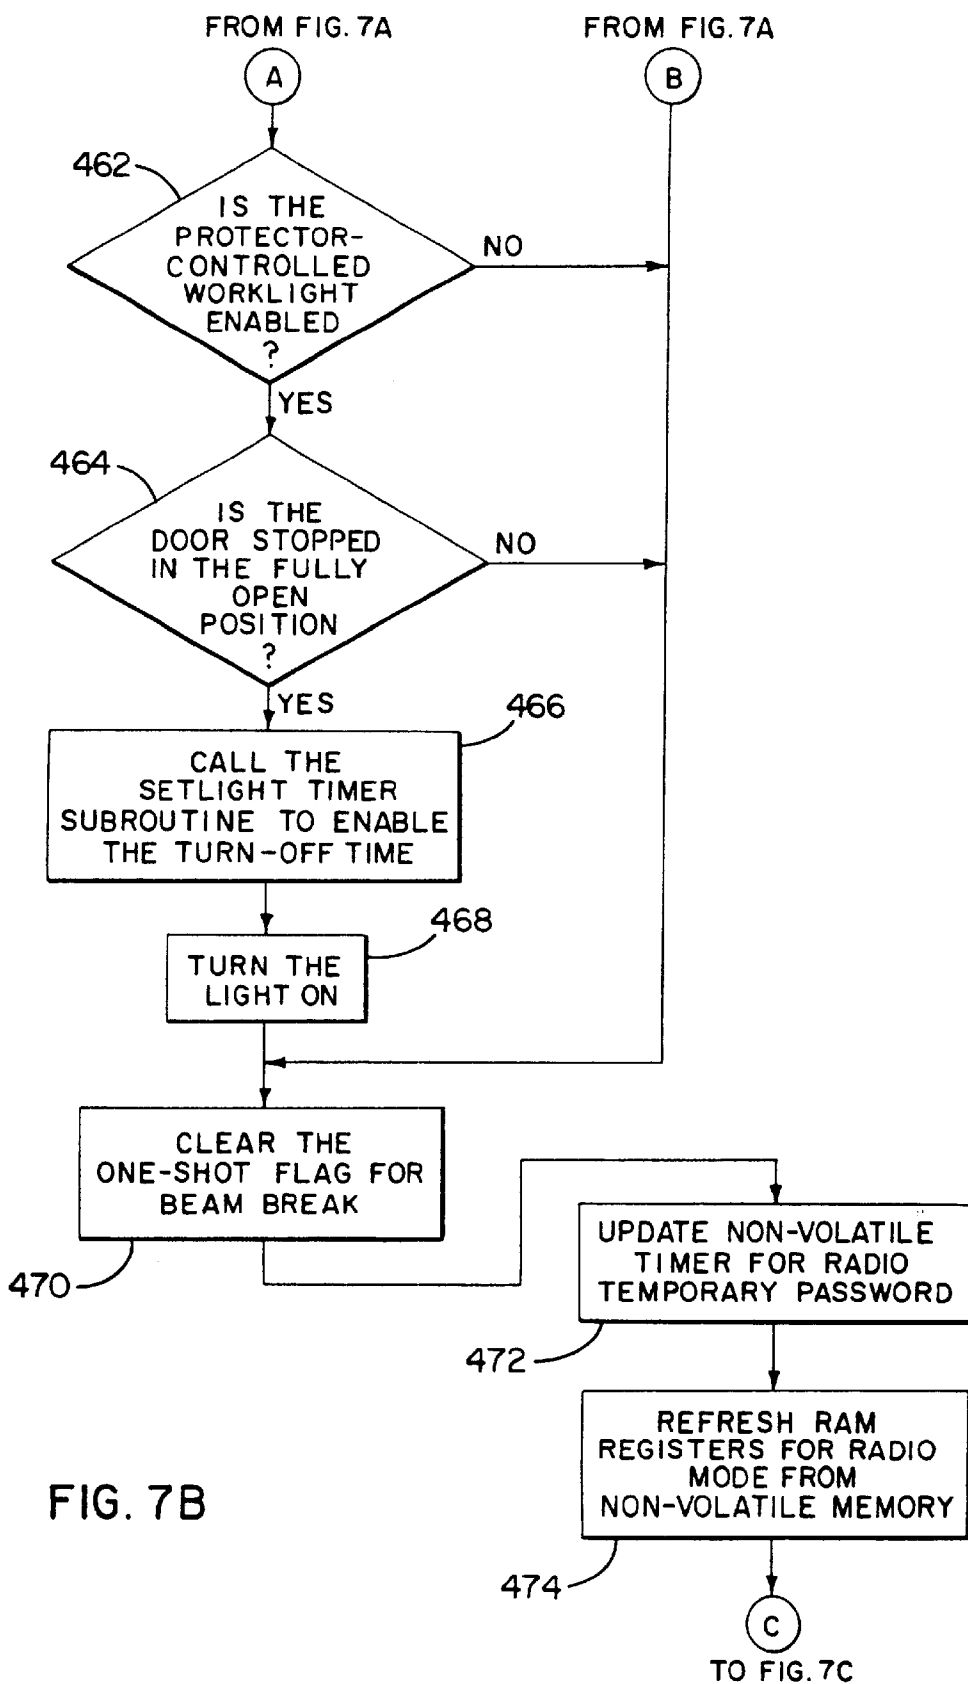 FROM FIG. 7A
FROM FIG. 7A
A
B
462
IS THE
PROTECTOR-
CONTROLLED
WORKLIGHT
ENABLED
?
NO
YES
464
IS THE
DOOR STOPPED
IN THE FULLY
OPEN
POSITION
?
NO
YES
466
CALL THE
SETLIGHT TIMER
SUBROUTINE TO ENABLE
THE TURN-OFF TIME
468
TURN THE
LIGHT ON
CLEAR THE
ONE-SHOT FLAG FOR
BEAM BREAK
470
UPDATE NON-VOLATILE
TIMER FOR RADIO
TEMPORARY PASSWORD
472
REFRESH RAM
REGISTERS FOR RADIO
MODE FROM
NON-VOLATILE MEMORY
474
C
TO FIG. 7C
FIG. 7B